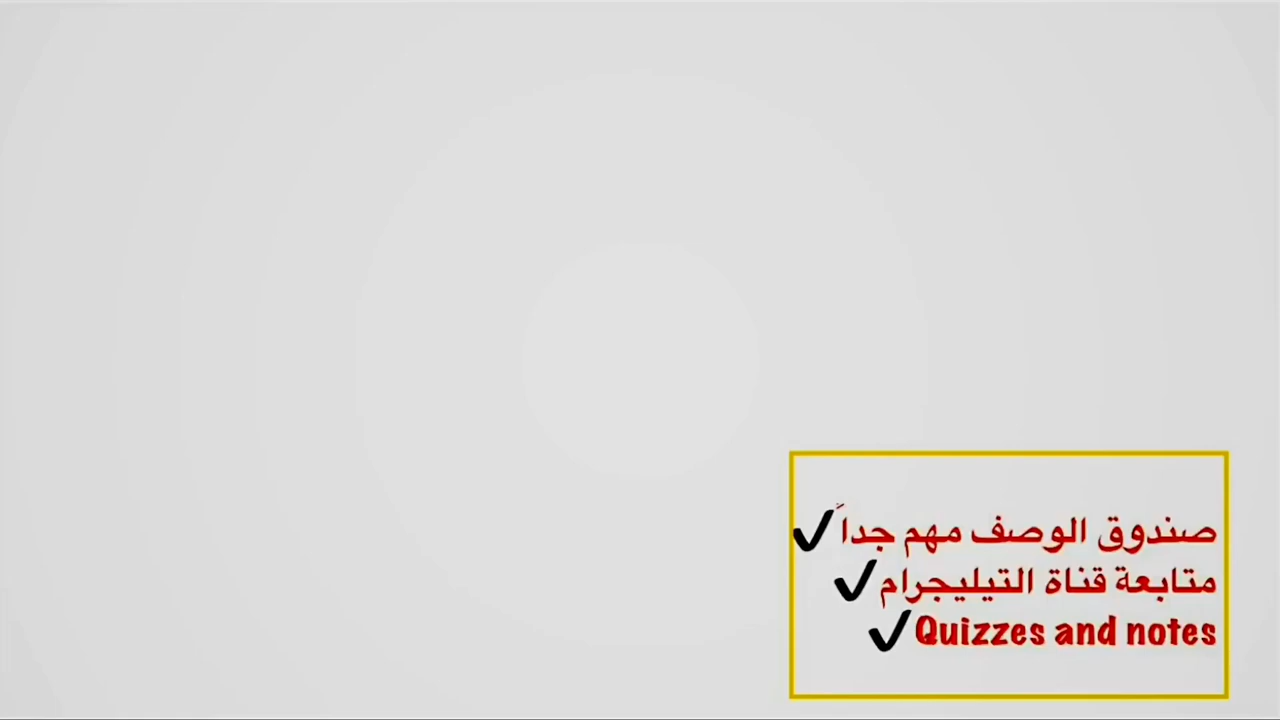 صندوق الوصف مهم جداً ✓
متابعة قناة التيليجرام ✓
Quizzes and notes ✓